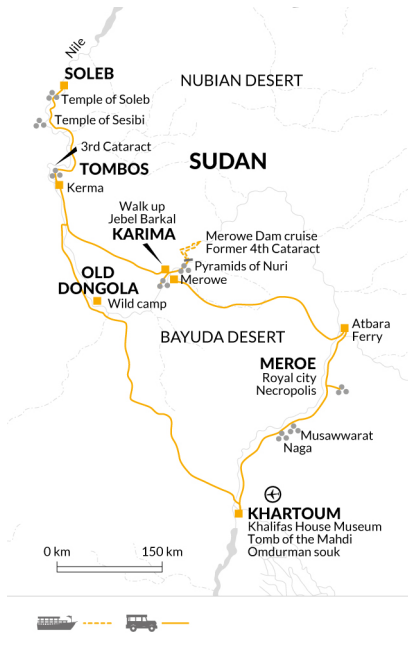 Nile
SOLEB
NUBIAN DESERT
Temple of Soleb
Temple of Sesibi
3rd Cataract
SUDAN
TOMBOS
Kerma
Walk up
Jebel Barkal
KARIMA
Merowe Dam cruise
Former 4th Cataract
Pyramids of Nuri
Merowe
OLD
DONGOLA
Wild camp
Atbara
Ferry
BAYUDA DESERT
MEROE
Royal city
Necropolis
Musawwarat
Naga
KHARTOUM
Khalifas House Museum
Tomb of the Mahdi
Omdurman souk
0 km
150 km